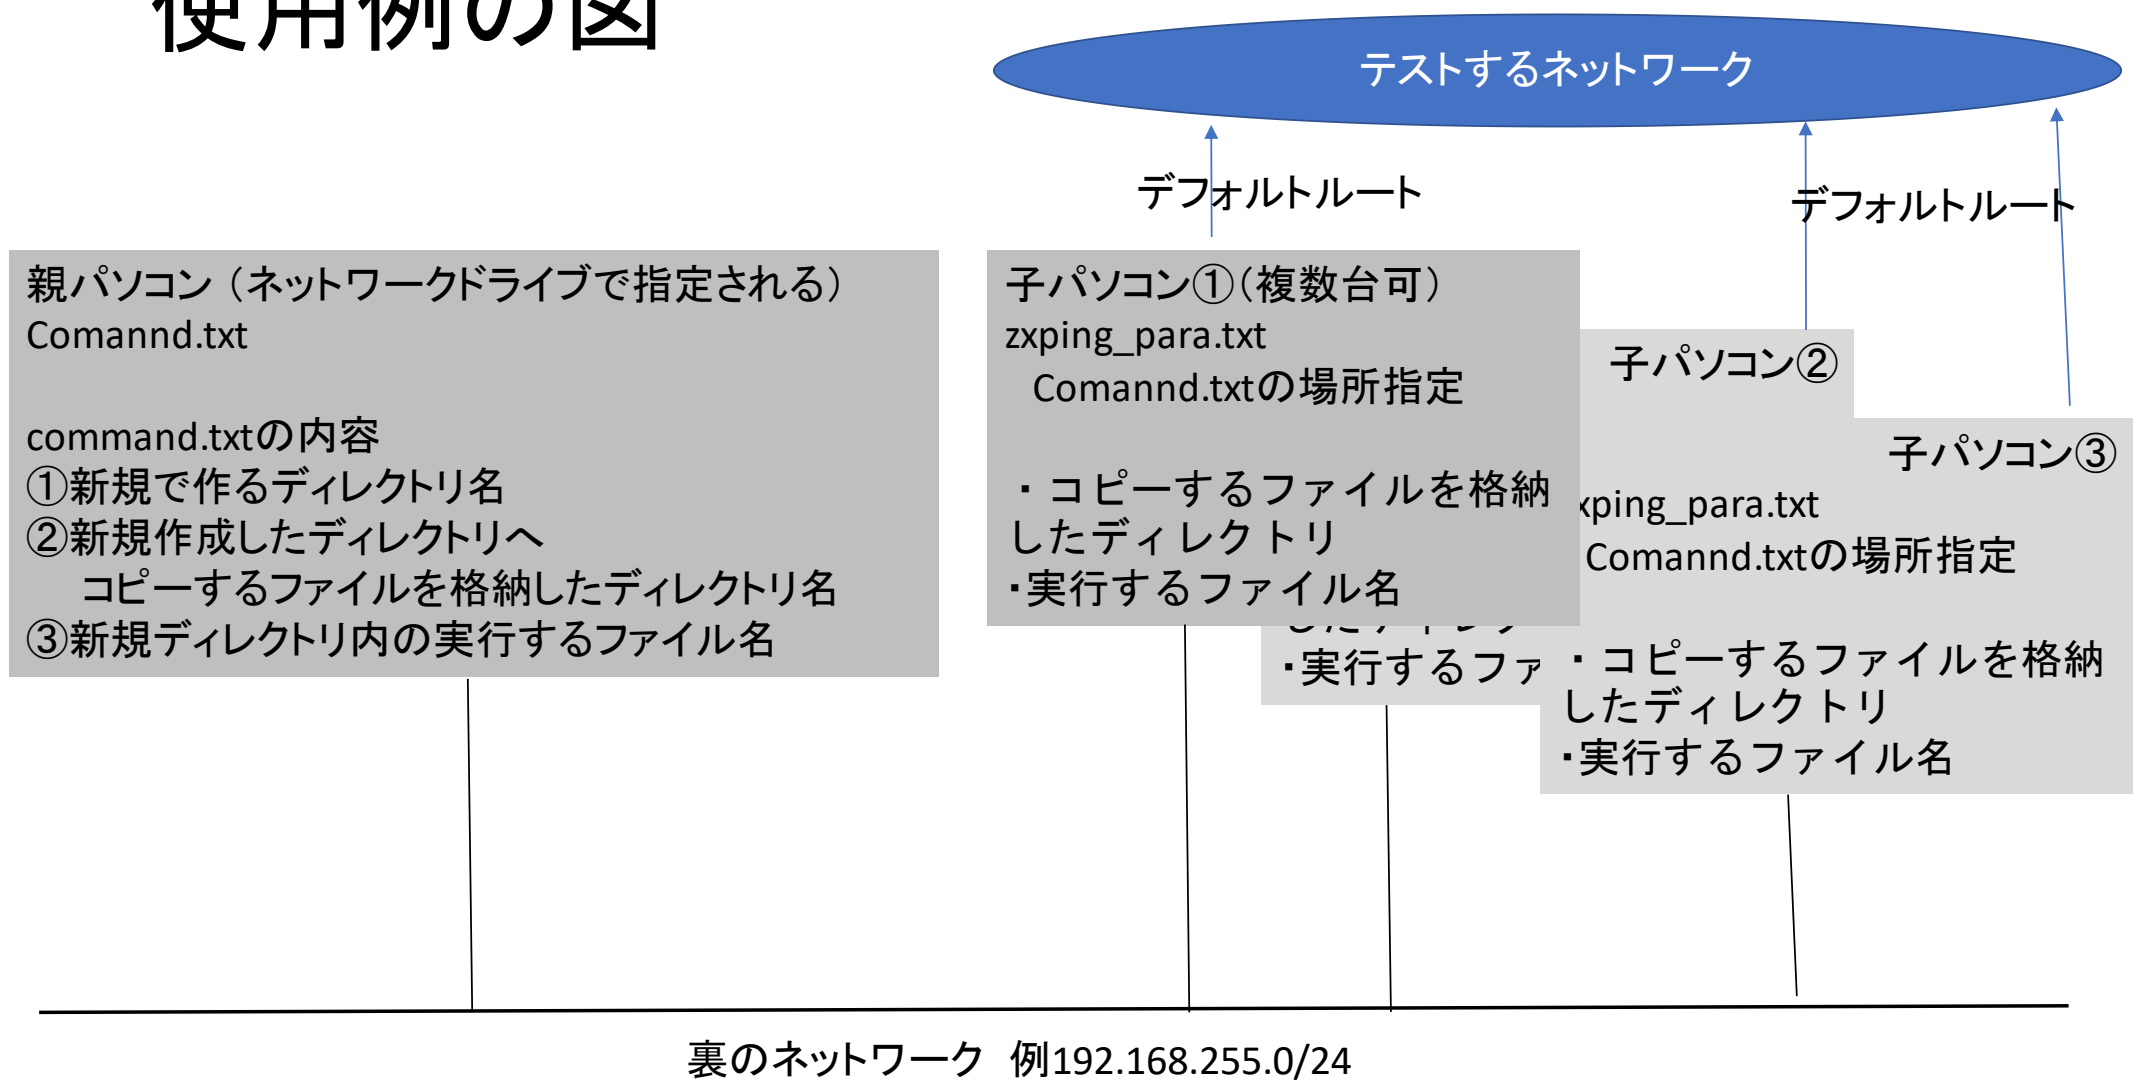 使用例の図
テストするネットワーク
デフォルトルート
デフォルトルート
親パソコン（ネットワークドライブで指定される）
Comannd.txt
command.txtの内容
①新規で作るディレクトリ名
②新規作成したディレクトリへ
コピーするファイルを格納したディレクトリ名
③新規ディレクトリ内の実行するファイル名
子パソコン①（複数台可）
zxping_para.txt
Comannd.txtの場所指定
・コピーするファイルを格納
したディレクトリ
・実行するファイル名
子パソコン②
・実行するファ
子パソコン③
xping_para.txt
Comannd.txtの場所指定
・コピーするファイルを格納
したディレクトリ
・実行するファイル名
裏のネットワーク 例192.168.255.0/24